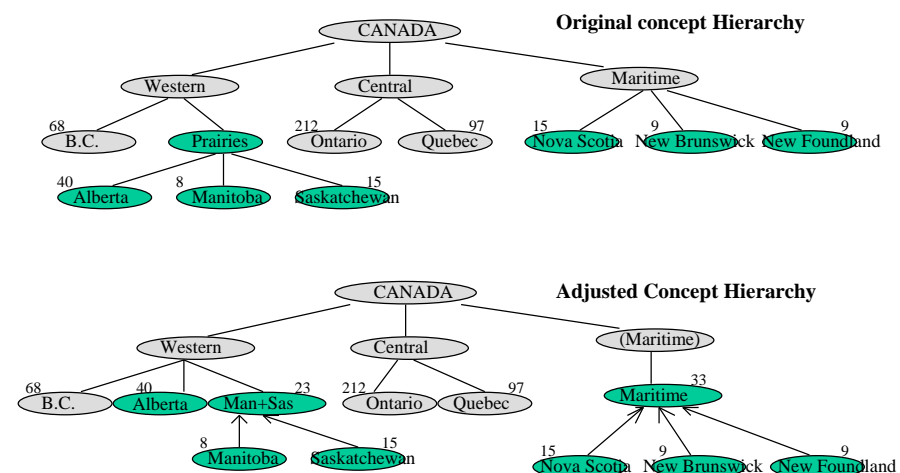 CANADA
Original concept Hierarchy
Western
Central
Maritime
68
B.C.
Prairies
212
Ontario
97
Quebec
15
Nova Scotia
9
New Brunswick
9
New Foundland
40
Alberta
8
Manitoba
15
Saskatchewan
CANADA
Adjusted Concept Hierarchy
Western
Central
(Maritime)
68
B.C.
40
Alberta
23
Man+Sas
212
Ontario
97
Quebec
33
Maritime
8
Manitoba
15
Saskatchewan
15
Nova Scotia
9
New Brunswick
9
New Foundland